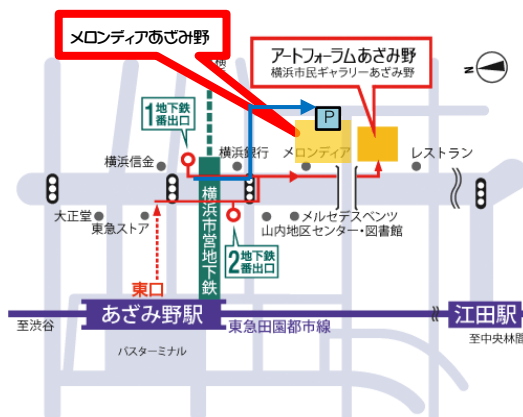 メロンディアあざみ野
横
アートフォーラムあざみ野
横浜市民ギャラリーあざみ野
N
P
1 地下鉄
番出口
横浜信金
横浜銀行
メロンディア
レストラン
大正堂
東急ストア
横浜市営地下鉄
メルセデスベンツ
山内地区センター・図書館
2 地下鉄
番出口
東口
あざみ野駅
東急田園都市線
江田駅
至渋谷
至中央林間
バスターミナル